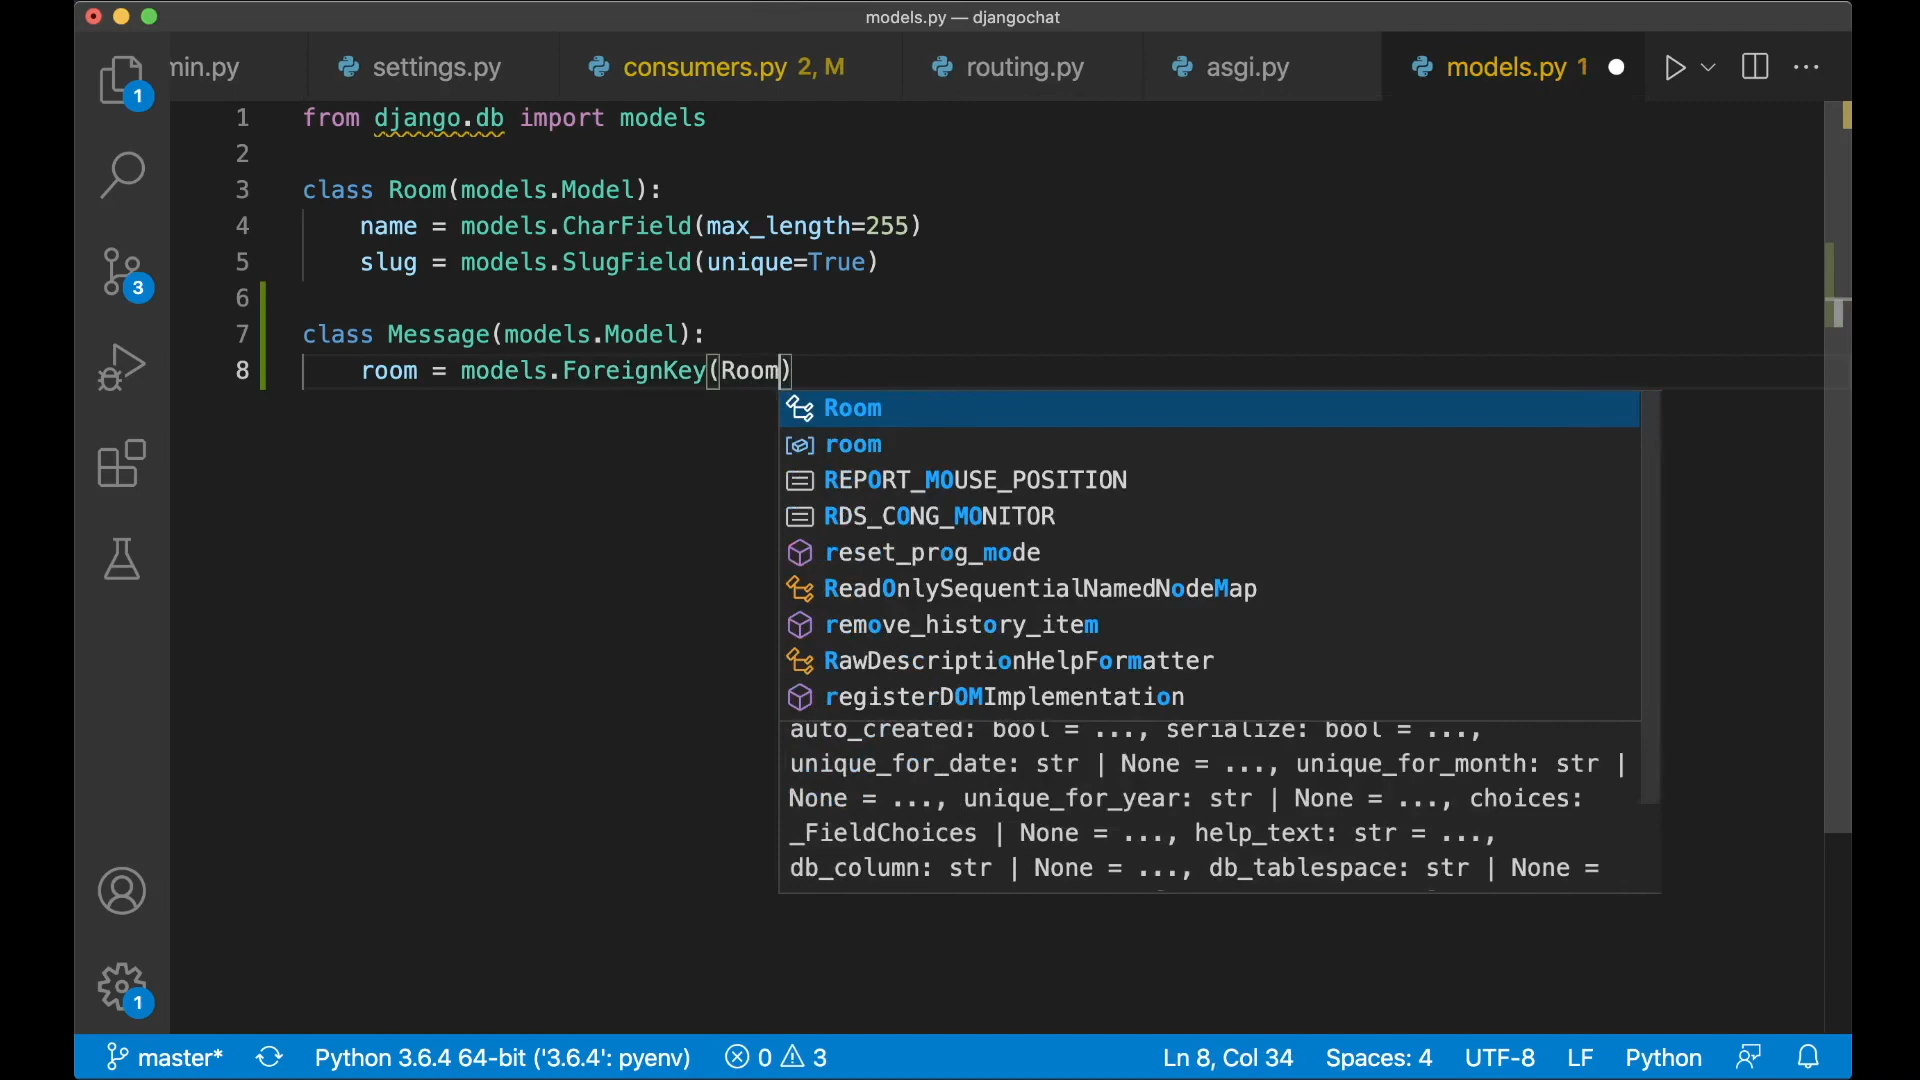 models.py — djangochat
min.py settings.py consumers.py 2, M routing.py asgi.py models.py 1
1
1 from django.db import models
2
3 class Room(models.Model):
4 name = models.CharField(max_length=255)
5 slug = models.SlugField(unique=True)
3
6
7 class Message(models.Model):
8 room = models.ForeignKey(Room)
Room
room
REPORT_MOUSE_POSITION
RDS_CONG_MONITOR
reset_prog_mode
ReadOnlySequentialNamedNodeMap
remove_history_item
RawDescriptionHelpFormatter
registerDOMImplementation
auto_created: bool = ..., serialize: bool = ...,
unique_for_date: str | None = ..., unique_for_month: str |
None = ..., unique_for_year: str | None = ..., choices:
_FieldChoices | None = ..., help_text: str = ...,
db_column: str | None = ..., db_tablespace: str | None =
1
master* Python 3.6.4 64-bit ('3.6.4': pyenv) 0 3 Ln 8, Col 34 Spaces: 4 UTF-8 LF Python